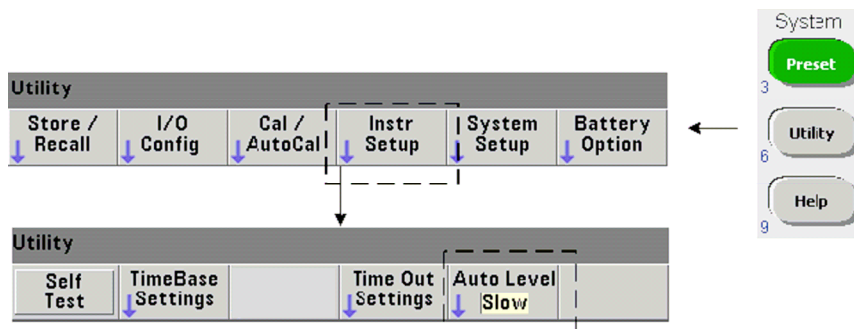 System
Preset
3
Utility
6
Help
9
Utility
Store / Recall
I/O Config
Cal / AutoCal
Instr Setup
System Setup
Battery Option
Utility
Self Test
TimeBase Settings
Time Out Settings
Auto Level
Slow